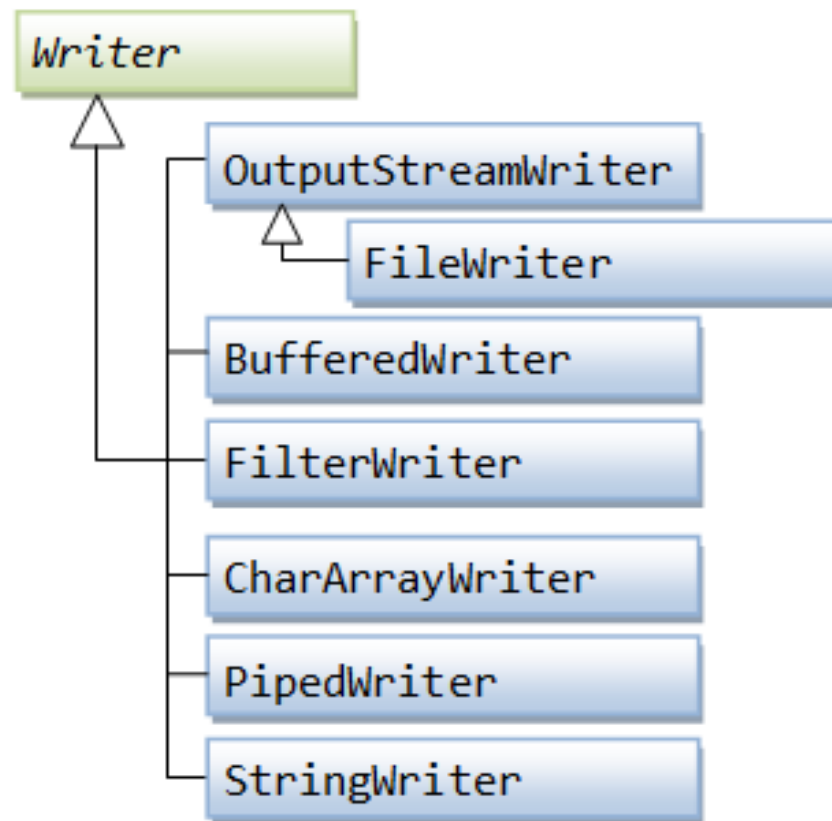 Writer
OutputStreamWriter
FileWriter
BufferedWriter
FilterWriter
CharArrayWriter
PipedWriter
StringWriter